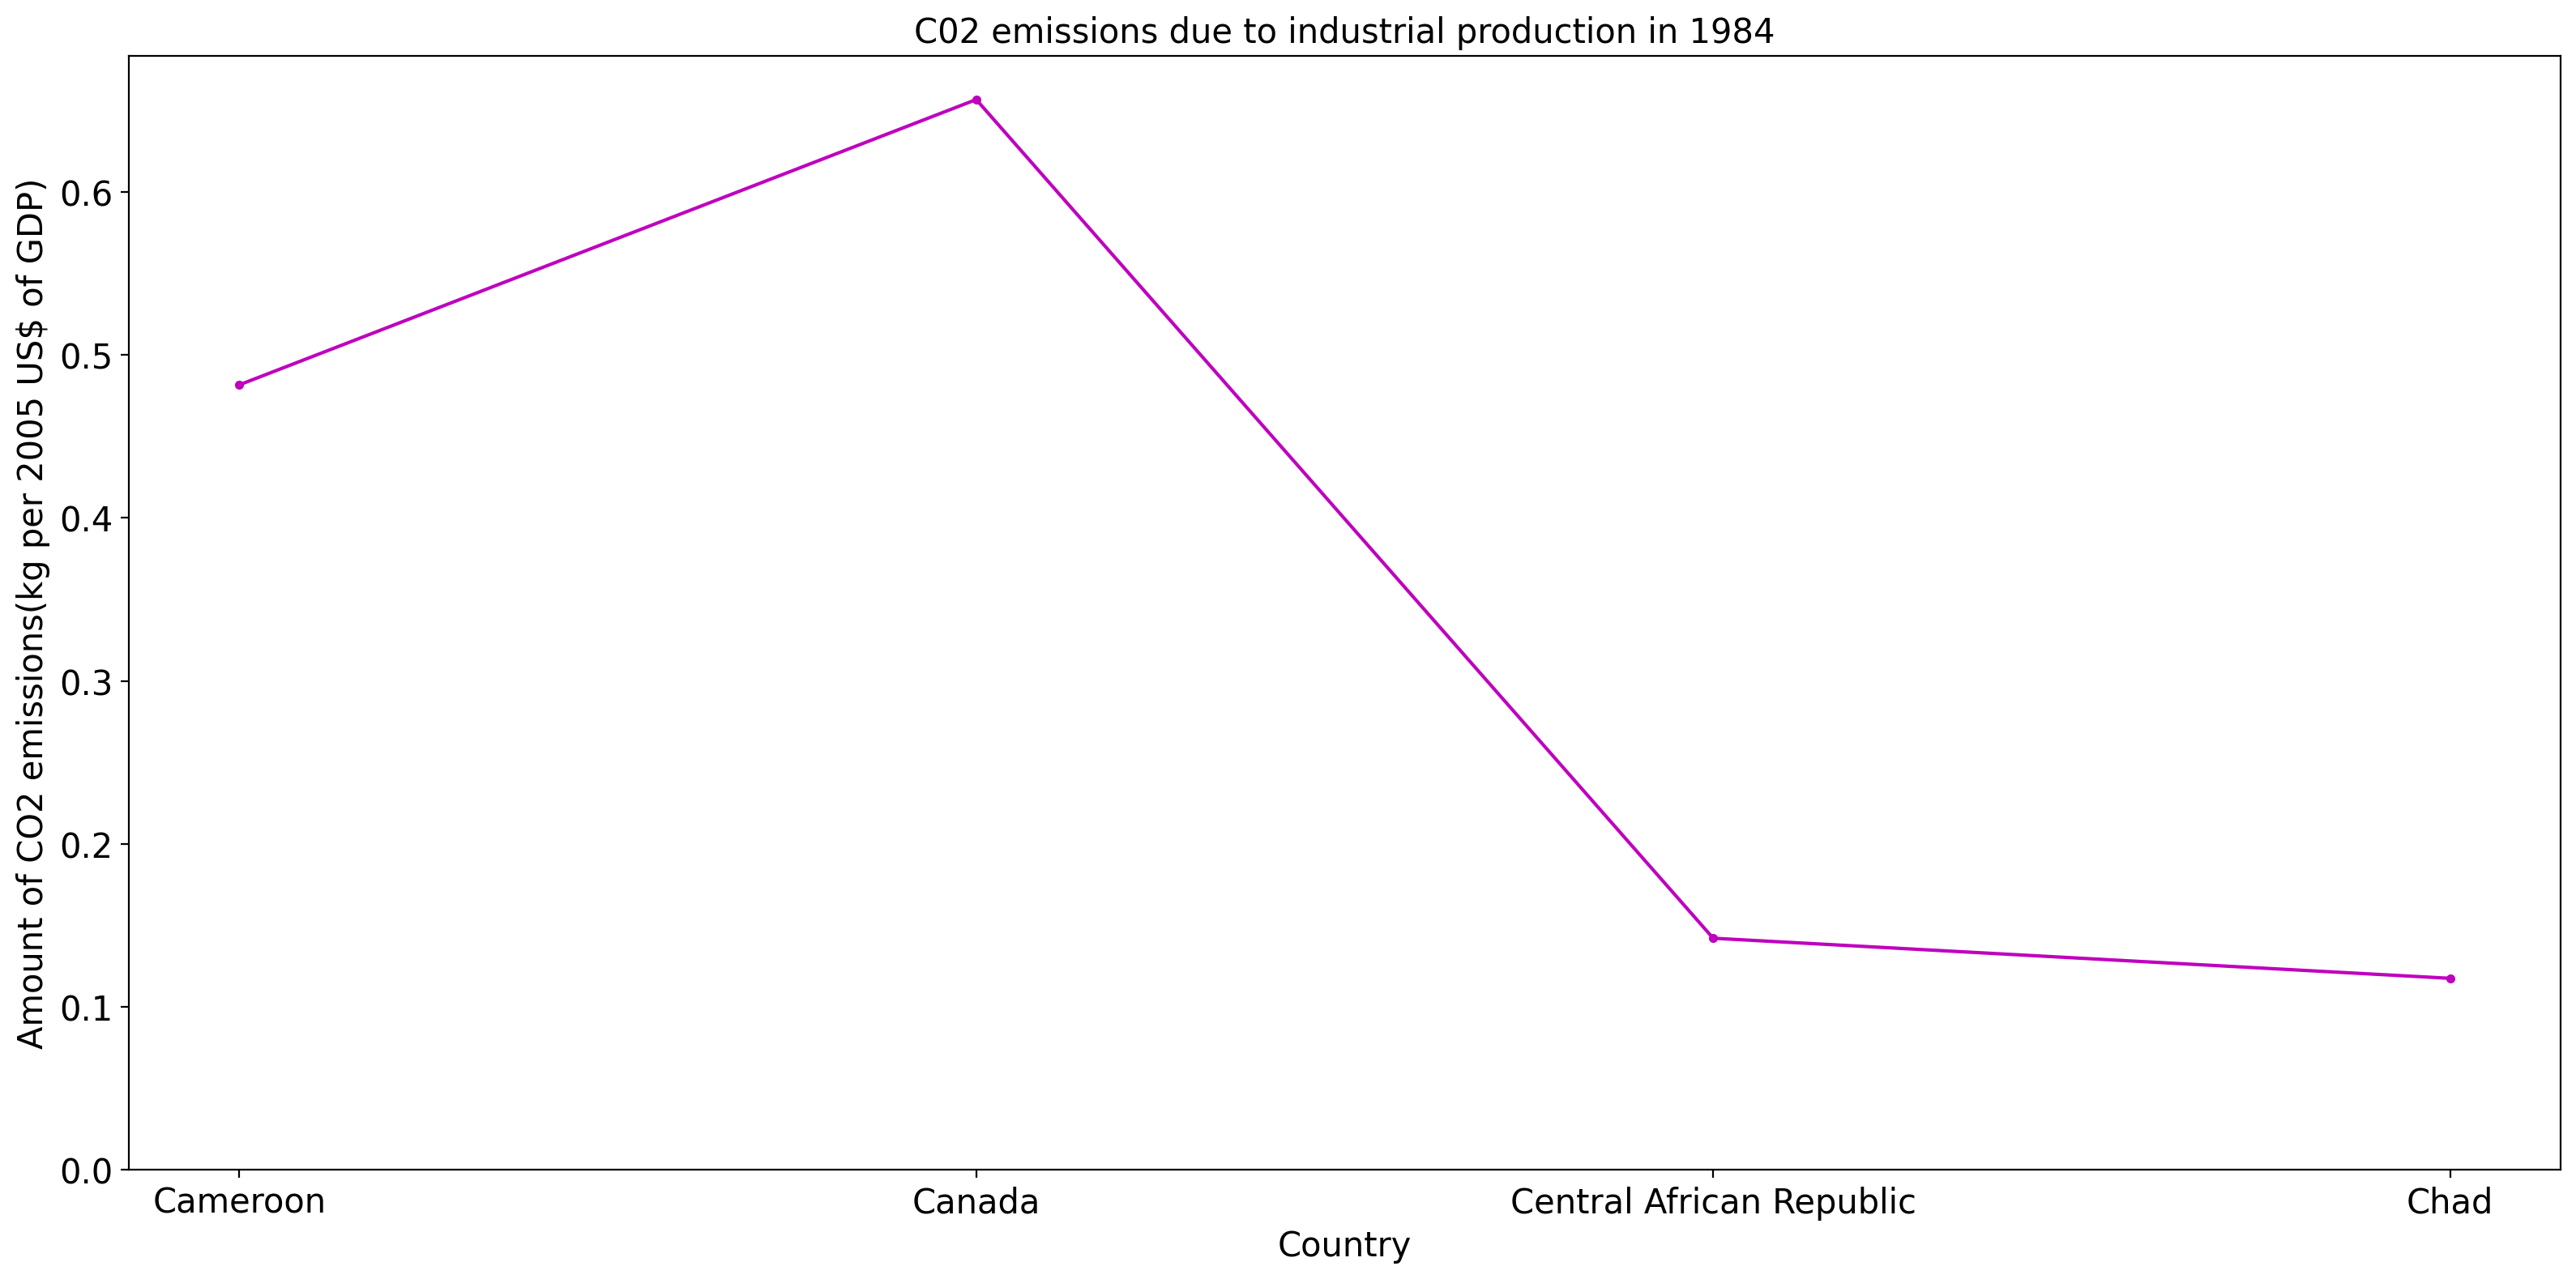 C02 emissions due to industrial production in 1984
Amount of CO2 emissions(kg per 2005 US$ of GDP)
0.6
0.5
0.4
0.3
0.2
0.1
0.0
Cameroon
Canada
Central African Republic
Chad
Country